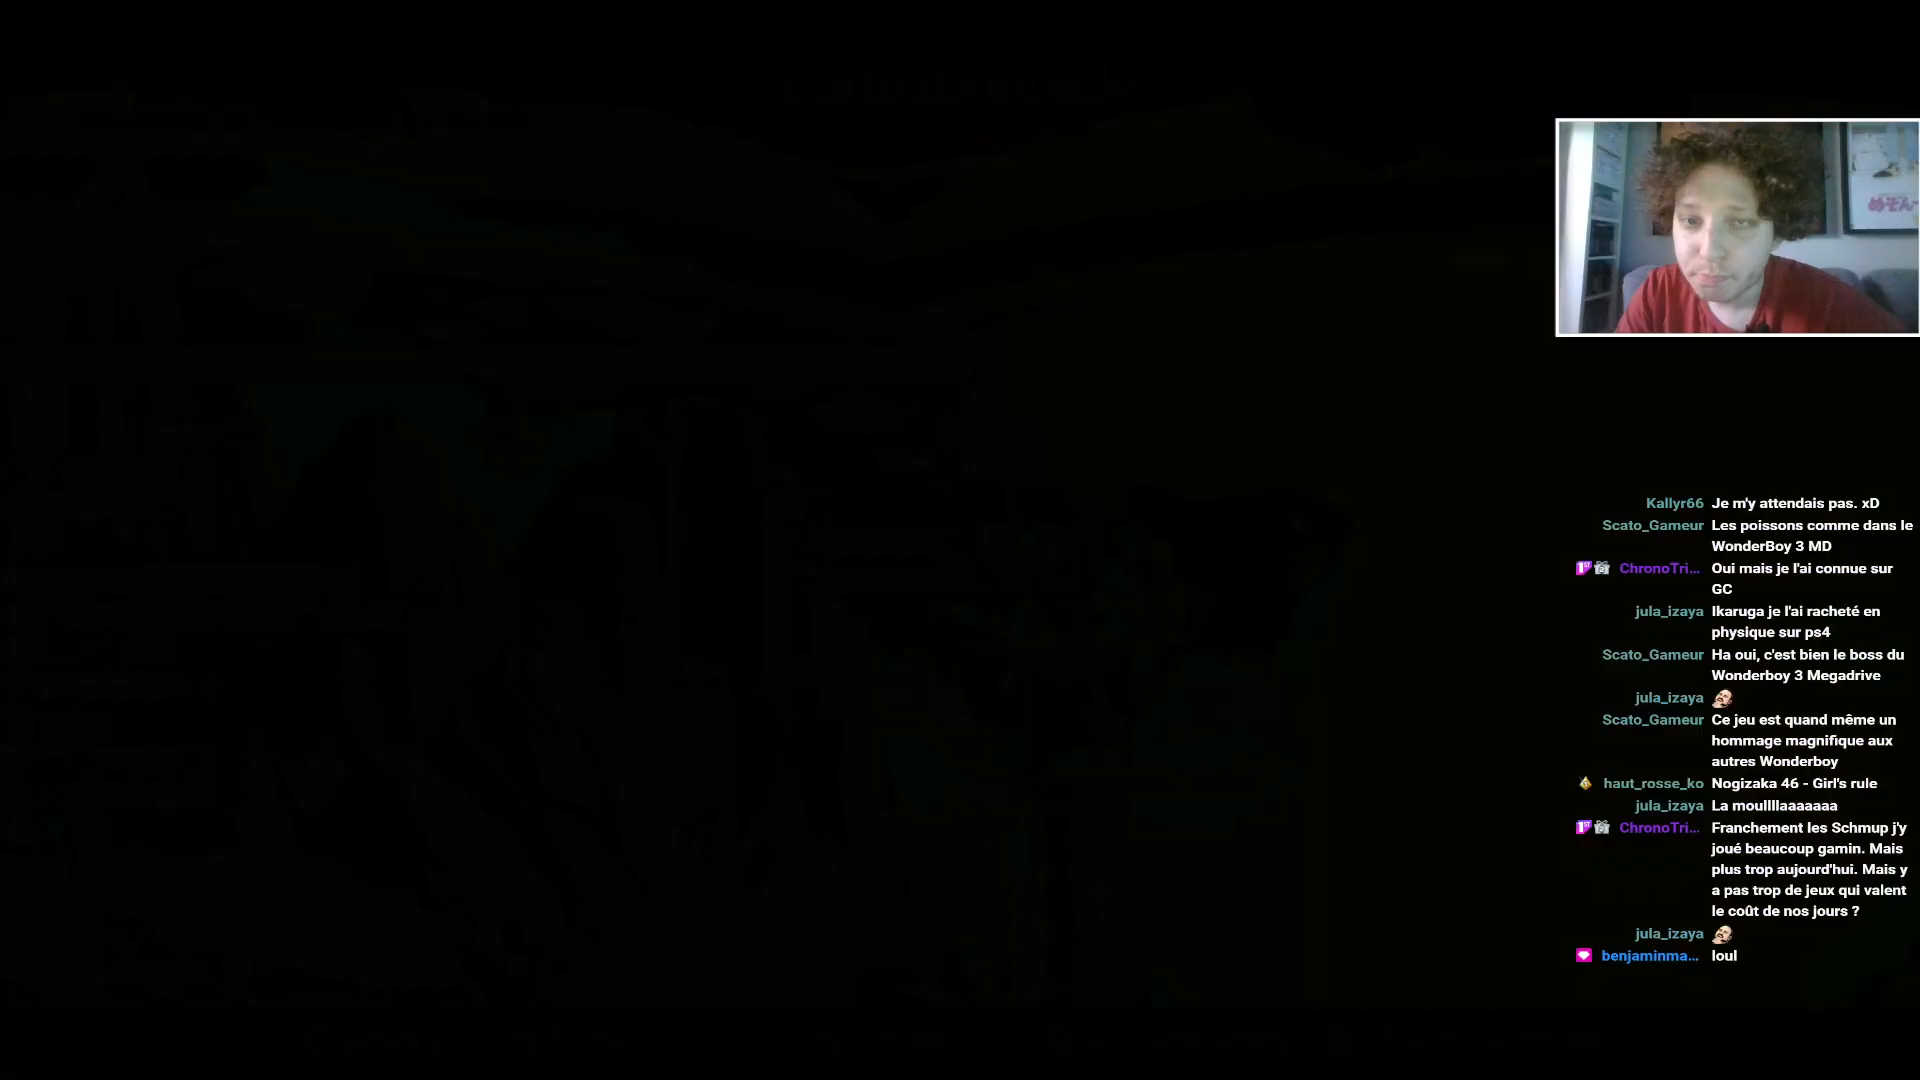 めぞん
Kallyr66 Je m'y attendais pas. xD
Scato_Gameur Les poissons comme dans le
WonderBoy 3 MD
ChronoTri... Oui mais je l'ai connue sur
GC
jula_izaya Ikaruga je l'ai racheté en
physique sur ps4
Scato_Gameur Ha oui, c'est bien le boss du
Wonderboy 3 Megadrive
jula_izaya
Scato_Gameur Ce jeu est quand même un
hommage magnifique aux
autres Wonderboy
haut_rosse_ko Nogizaka 46 - Girl's rule
jula_izaya La moullllaaaaaaa
ChronoTri... Franchement les Schmup j'y
joué beaucoup gamin. Mais
plus trop aujourd'hui. Mais y
a pas trop de jeux qui valent
le coût de nos jours ?
jula_izaya
benjaminma... loul